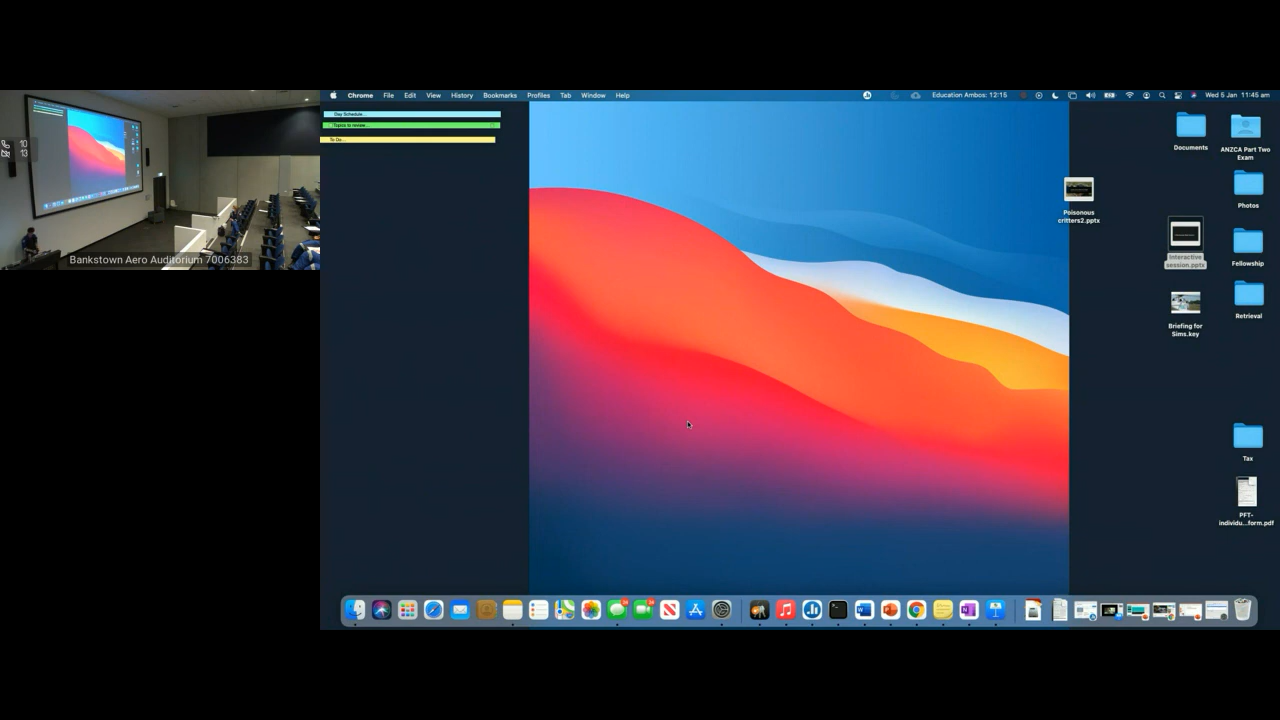 Chrome File Edit View History Bookmarks Profiles Tab Window Help
Education Ambos: 12:15
Wed 5 Jan 11:45 am
Day Schedule...
Topics to review...
To Do...
10
13
Bankstown Aero Auditorium 7006383
Documents
ANZCA Part Two
Exam
Poisonous
critters2.pptx
Photos
Interactive
session.pptx
Fellowship
Briefing for
Sims.key
Retrieval
Tax
PFT-
individu...form.pdf